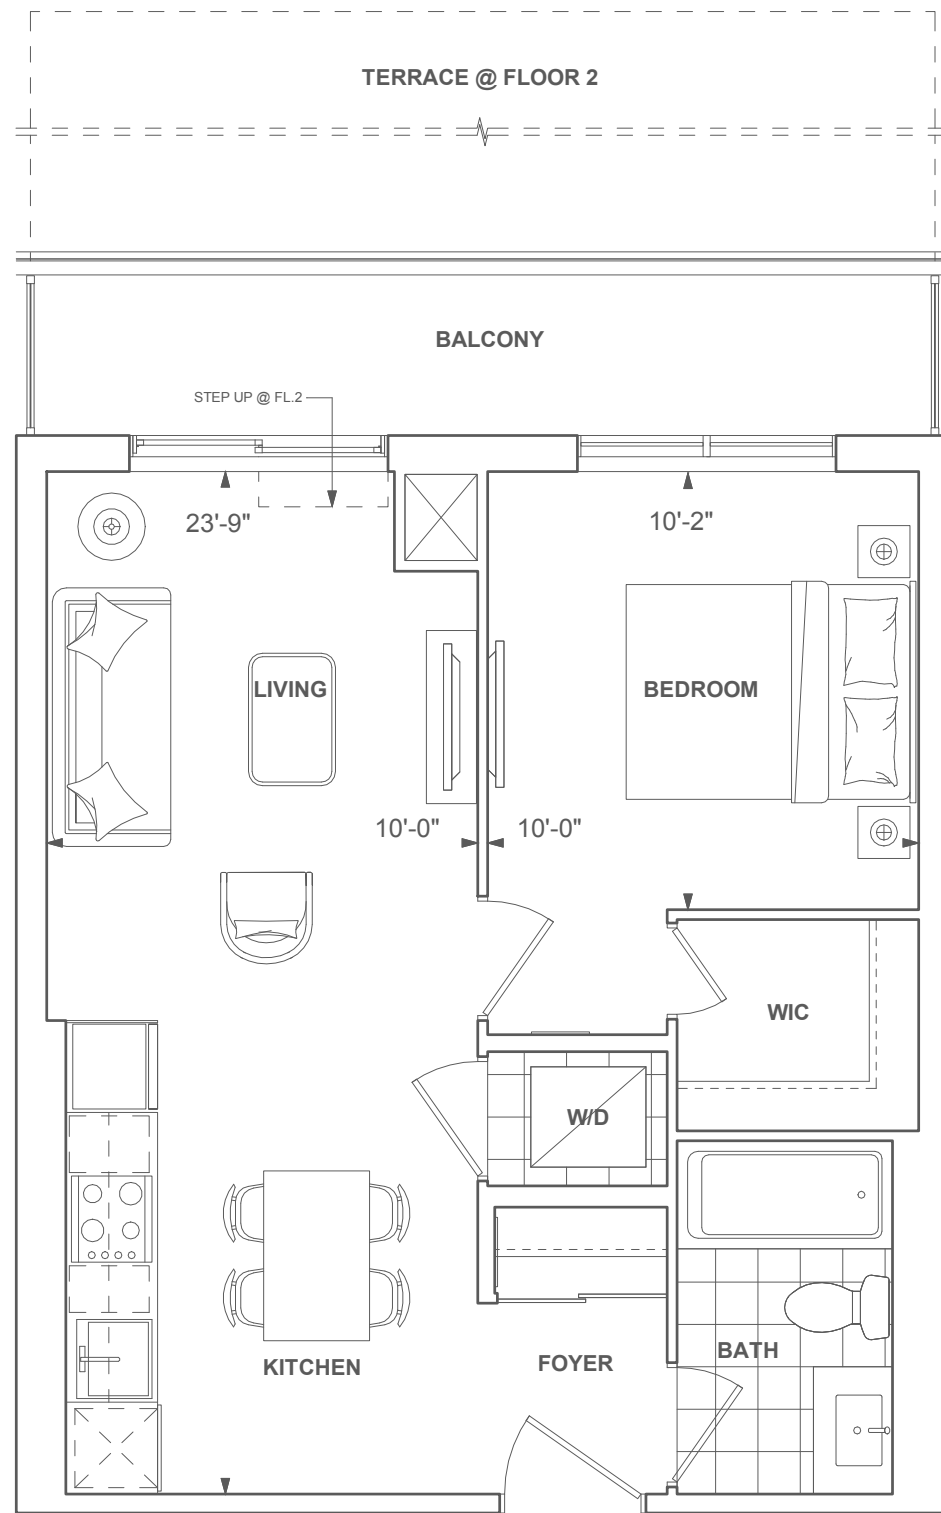 TERRACE @ FLOOR 2
BALCONY
STEP UP @ FL.2
23'-9"
10'-2"
LIVING
BEDROOM
10'-0"
10'-0"
WIC
W/D
KITCHEN
FOYER
BATH